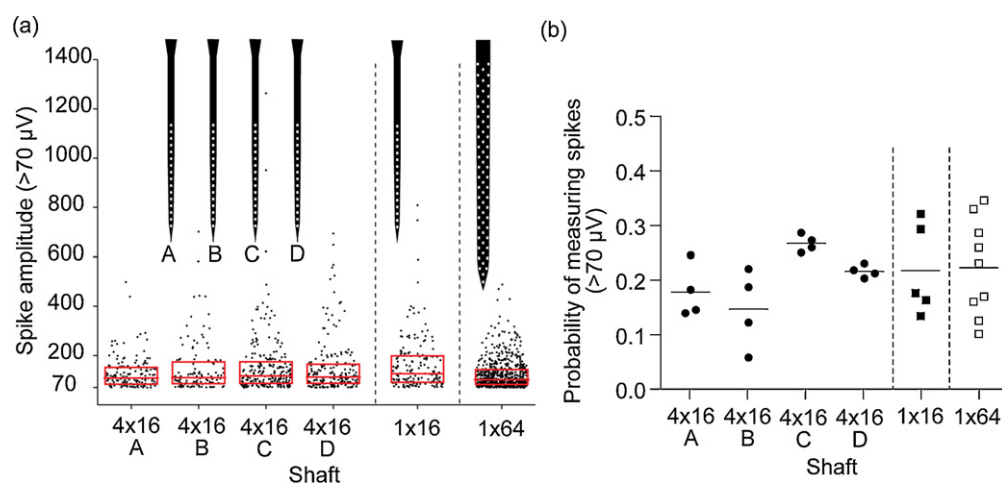 (a)
Spike amplitude (>70 µV)
1400
1200
1000
800
600
400
200
70
A
B
C
D
4x16
A
4x16
B
4x16
C
4x16
D
1x16
1x64
Shaft
(b)
Probability of measuring spikes
(>70 µV)
0.5
0.4
0.3
0.2
0.1
0.0
4x16
A
4x16
B
4x16
C
4x16
D
1x16
1x64
Shaft